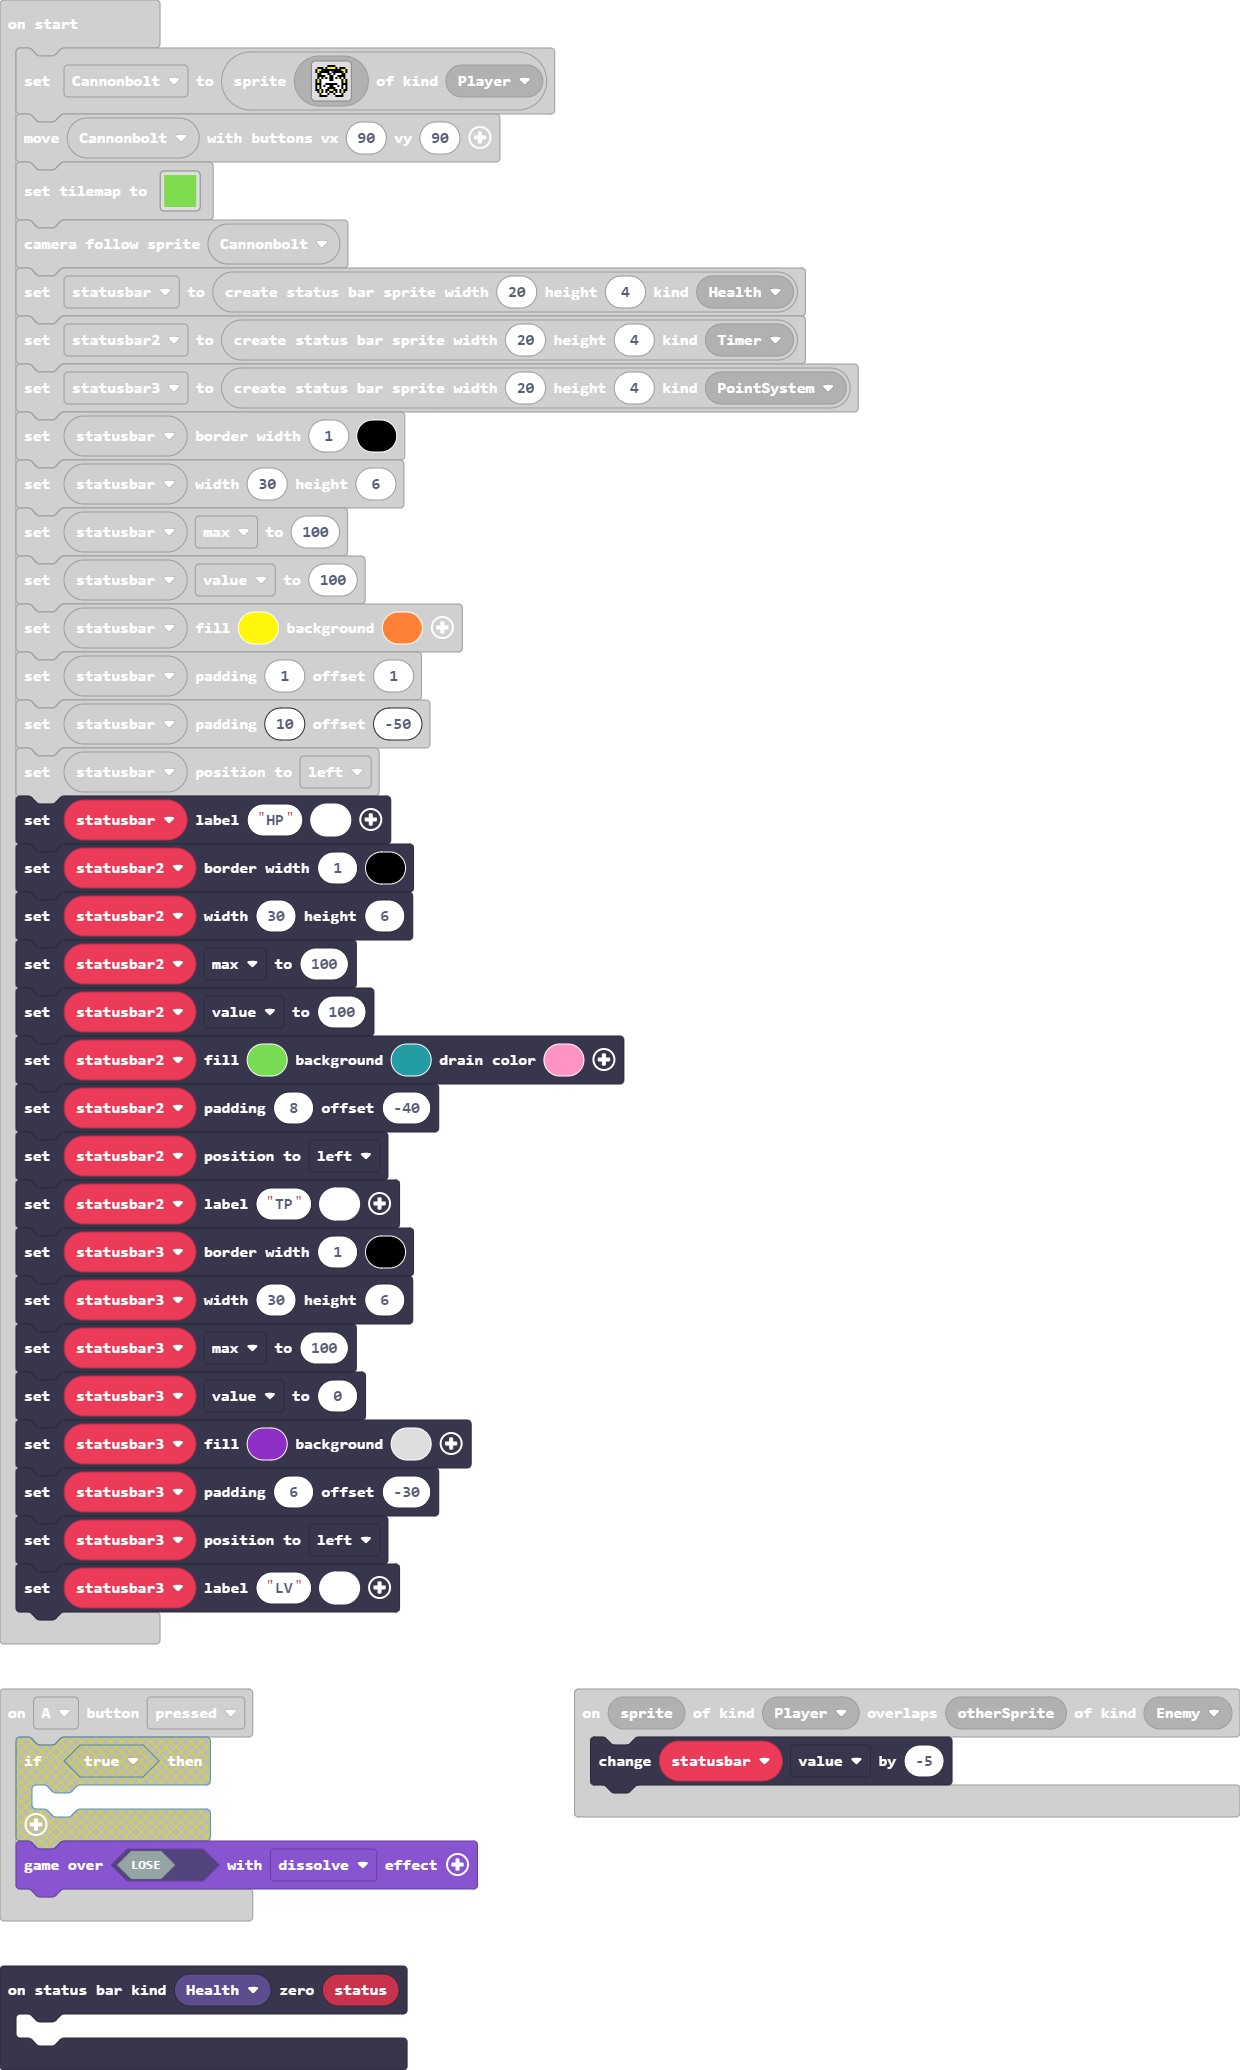 on start
set Cannonbolt to sprite of kind Player
move Cannonbolt with buttons vx 90 vy 90
set tilemap to
camera follow sprite Cannonbolt
set statusbar to create status bar sprite width 20 height 4 kind Health
set statusbar2 to create status bar sprite width 20 height 4 kind Timer
set statusbar3 to create status bar sprite width 20 height 4 kind PointSystem
set statusbar border width 1
set statusbar width 30 height 6
set statusbar max to 100
set statusbar value to 100
set statusbar fill background
set statusbar padding 1 offset 1
set statusbar padding 10 offset -50
set statusbar position to left
set statusbar label "HP"
set statusbar2 border width 1
set statusbar2 width 30 height 6
set statusbar2 max to 100
set statusbar2 value to 100
set statusbar2 fill background drain color
set statusbar2 padding 8 offset -40
set statusbar2 position to left
set statusbar2 label "TP"
set statusbar3 border width 1
set statusbar3 width 30 height 6
set statusbar3 max to 100
set statusbar3 value to 0
set statusbar3 fill background
set statusbar3 padding 6 offset -30
set statusbar3 position to left
set statusbar3 label "LV"
on A button pressed
if true then
game over LOSE with dissolve effect
on sprite of kind Player overlaps otherSprite of kind Enemy
change statusbar value by -5
on status bar kind Health zero status